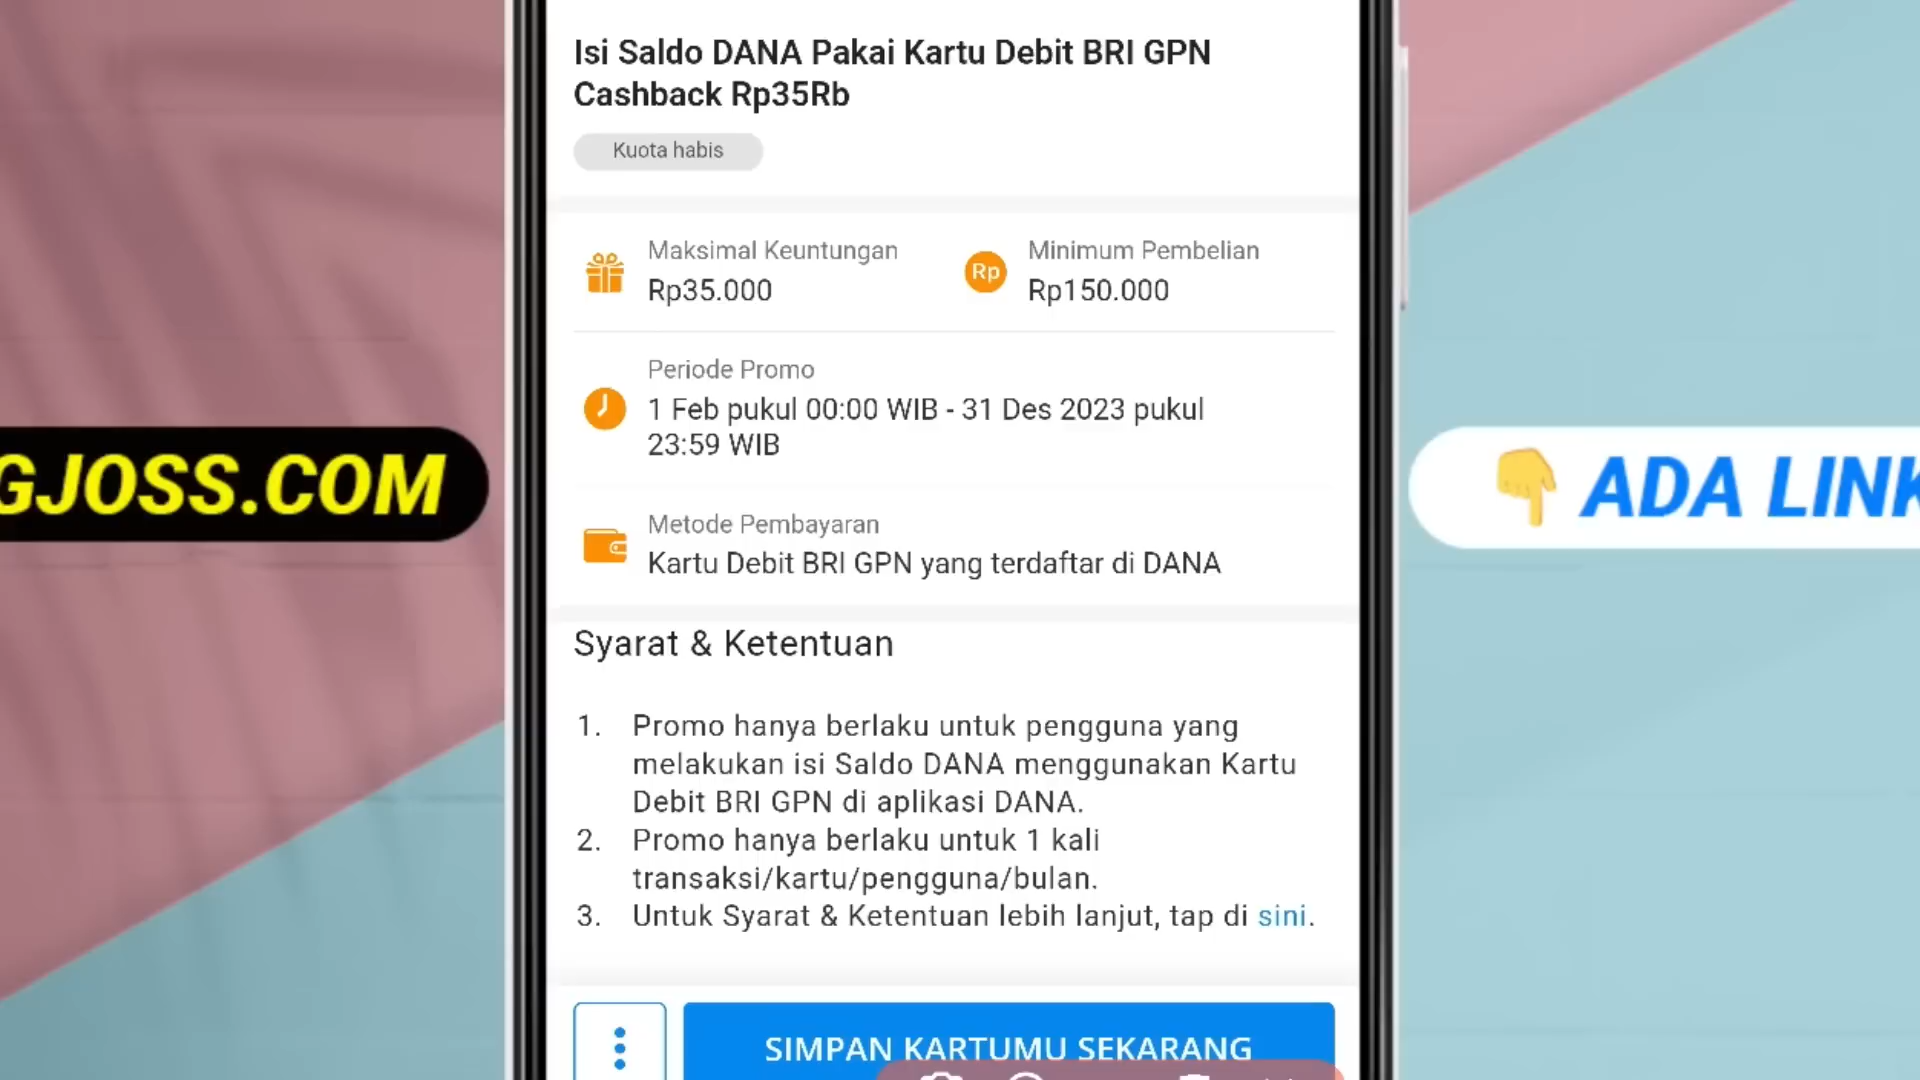 Isi Saldo DANA Pakai Kartu Debit BRI GPN
Cashback Rp35Rb
Kuota habis
Maksimal Keuntungan
Rp35.000
Rp
Minimum Pembelian
Rp150.000
Periode Promo
1 Feb pukul 00:00 WIB - 31 Des 2023 pukul
23:59 WIB
GJOSS.COM
ADA LINK
Metode Pembayaran
Kartu Debit BRI GPN yang terdaftar di DANA
Syarat & Ketentuan
1. Promo hanya berlaku untuk pengguna yang
melakukan isi Saldo DANA menggunakan Kartu
Debit BRI GPN di aplikasi DANA.
2. Promo hanya berlaku untuk 1 kali
transaksi/kartu/pengguna/bulan.
3. Untuk Syarat & Ketentuan lebih lanjut, tap di sini.
SIMPAN KARTUMU SEKARANG